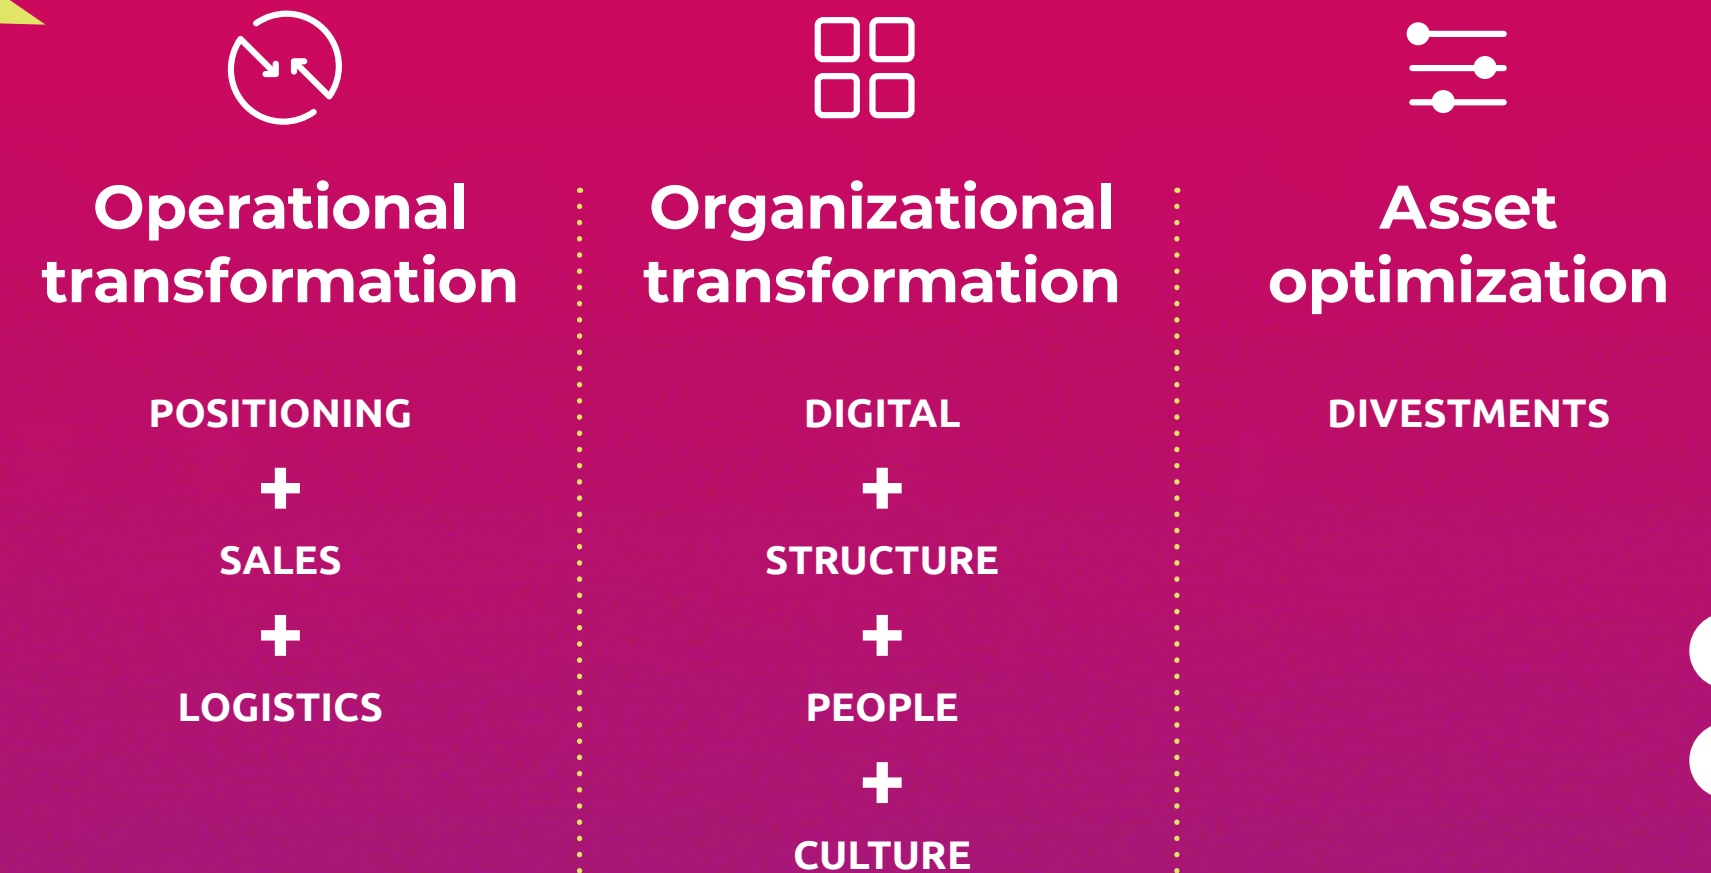 Operational
transformation
POSITIONING
+
SALES
+
LOGISTICS
Organizational
transformation
DIGITAL
+
STRUCTURE
+
PEOPLE
+
CULTURE
Asset
optimization
DIVESTMENTS